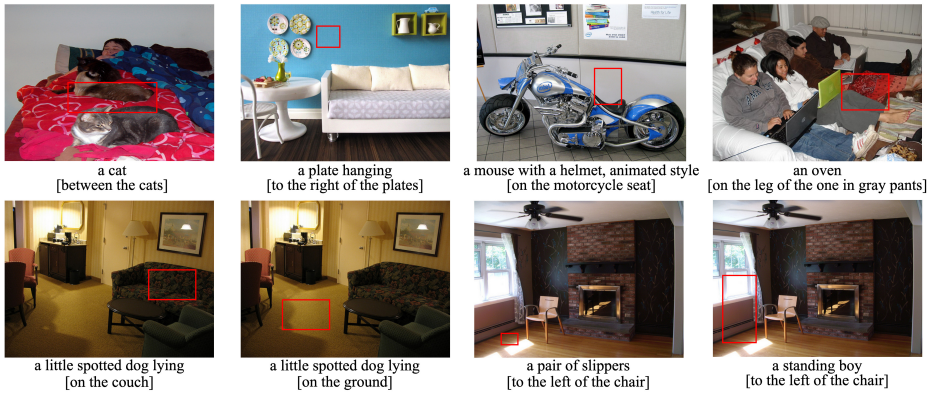 a cat
[between the cats]
a plate hanging
[to the right of the plates]
a mouse with a helmet, animated style
[on the motorcycle seat]
an oven
[on the leg of the one in gray pants]
a little spotted dog lying
[on the couch]
a little spotted dog lying
[on the ground]
a pair of slippers
[to the left of the chair]
a standing boy
[to the left of the chair]